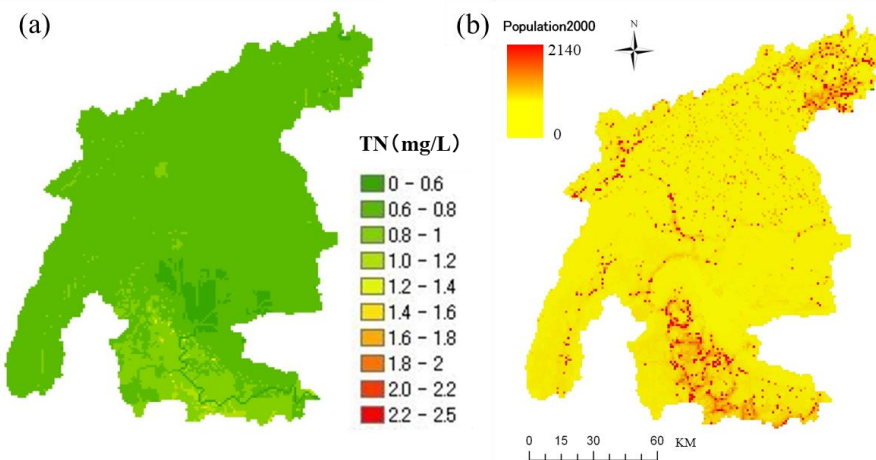 (a)
TN(mg/L)
0 - 0.6
0.6 - 0.8
0.8 - 1
1.0 - 1.2
1.2 - 1.4
1.4 - 1.6
1.6 - 1.8
1.8 - 2
2.0 - 2.2
2.2 - 2.5
(b)
Population2000
2140
0
N
0 15 30 60 KM